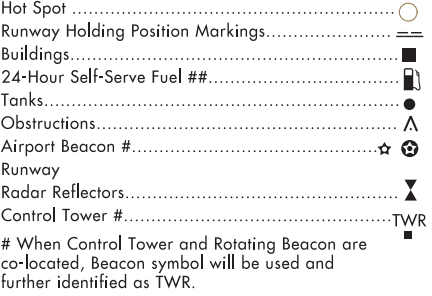 Hot Spot
Runway Holding Position Markings
Buildings
24-Hour Self-Serve Fuel ##
Tanks
Obstructions
Airport Beacon #
Runway
Radar Reflectors
Control Tower # TWR
# When Control Tower and Rotating Beacon are
co-located, Beacon symbol will be used and
further identified as TWR.